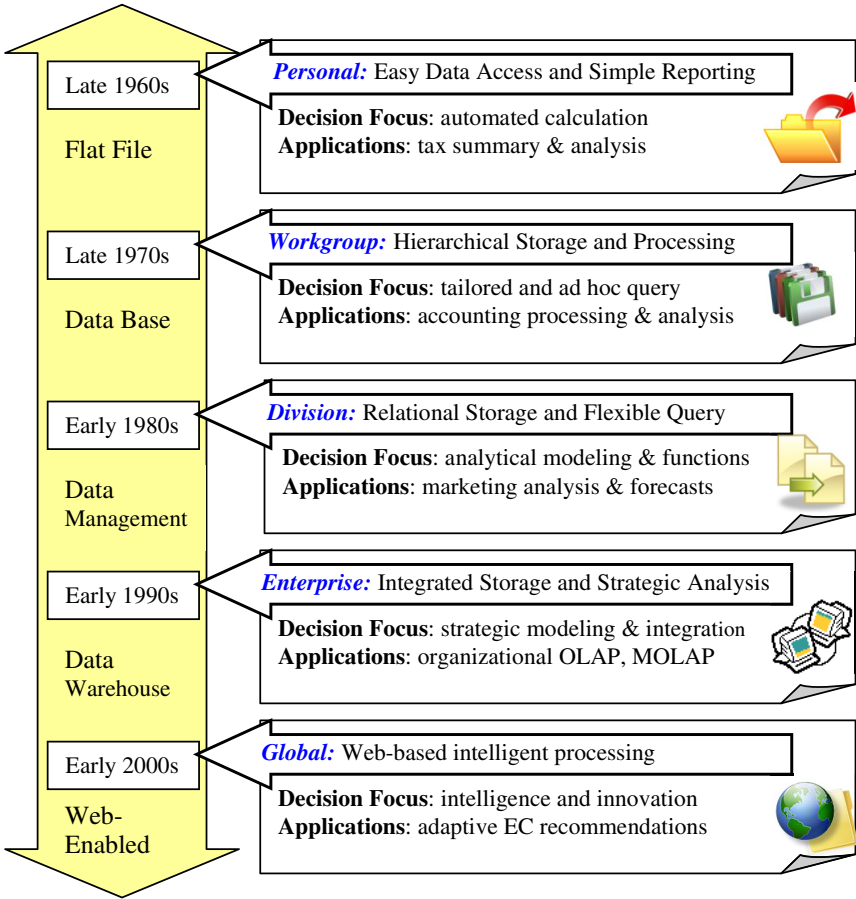 Late 1960s
Flat File
Personal: Easy Data Access and Simple Reporting
Decision Focus: automated calculation
Applications: tax summary & analysis
Late 1970s
Data Base
Workgroup: Hierarchical Storage and Processing
Decision Focus: tailored and ad hoc query
Applications: accounting processing & analysis
Early 1980s
Data
Management
Division: Relational Storage and Flexible Query
Decision Focus: analytical modeling & functions
Applications: marketing analysis & forecasts
Early 1990s
Data
Warehouse
Enterprise: Integrated Storage and Strategic Analysis
Decision Focus: strategic modeling & integration
Applications: organizational OLAP, MOLAP
Early 2000s
Web-
Enabled
Global: Web-based intelligent processing
Decision Focus: intelligence and innovation
Applications: adaptive EC recommendations